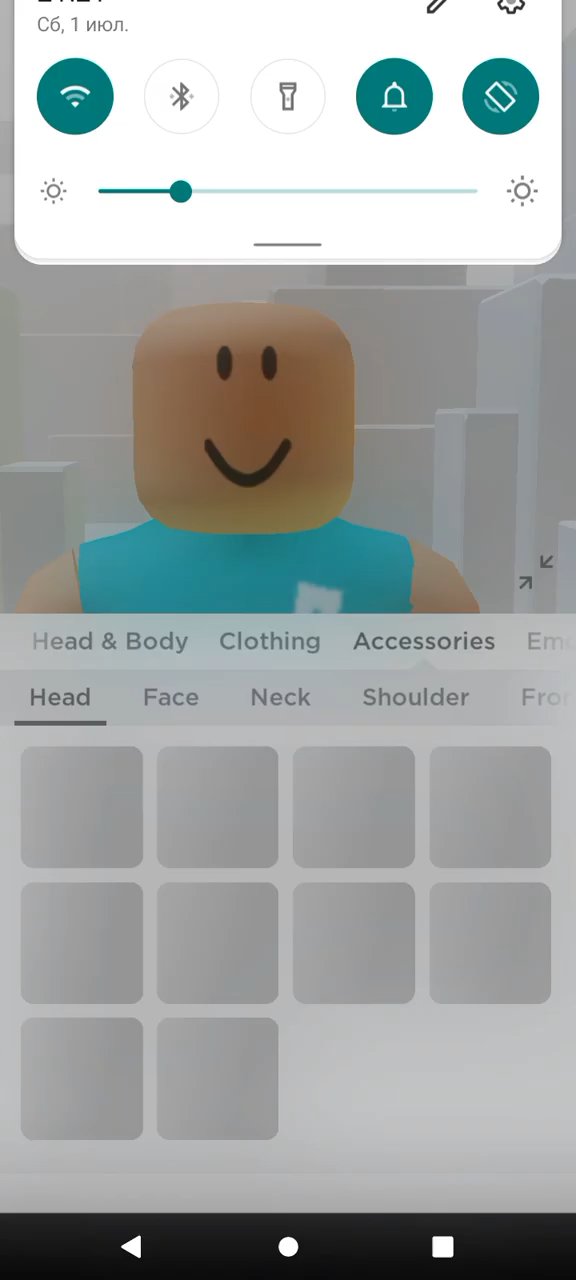 Сб, 1 июл.
Head & Body Clothing Accessories
Head Face Neck Shoulder